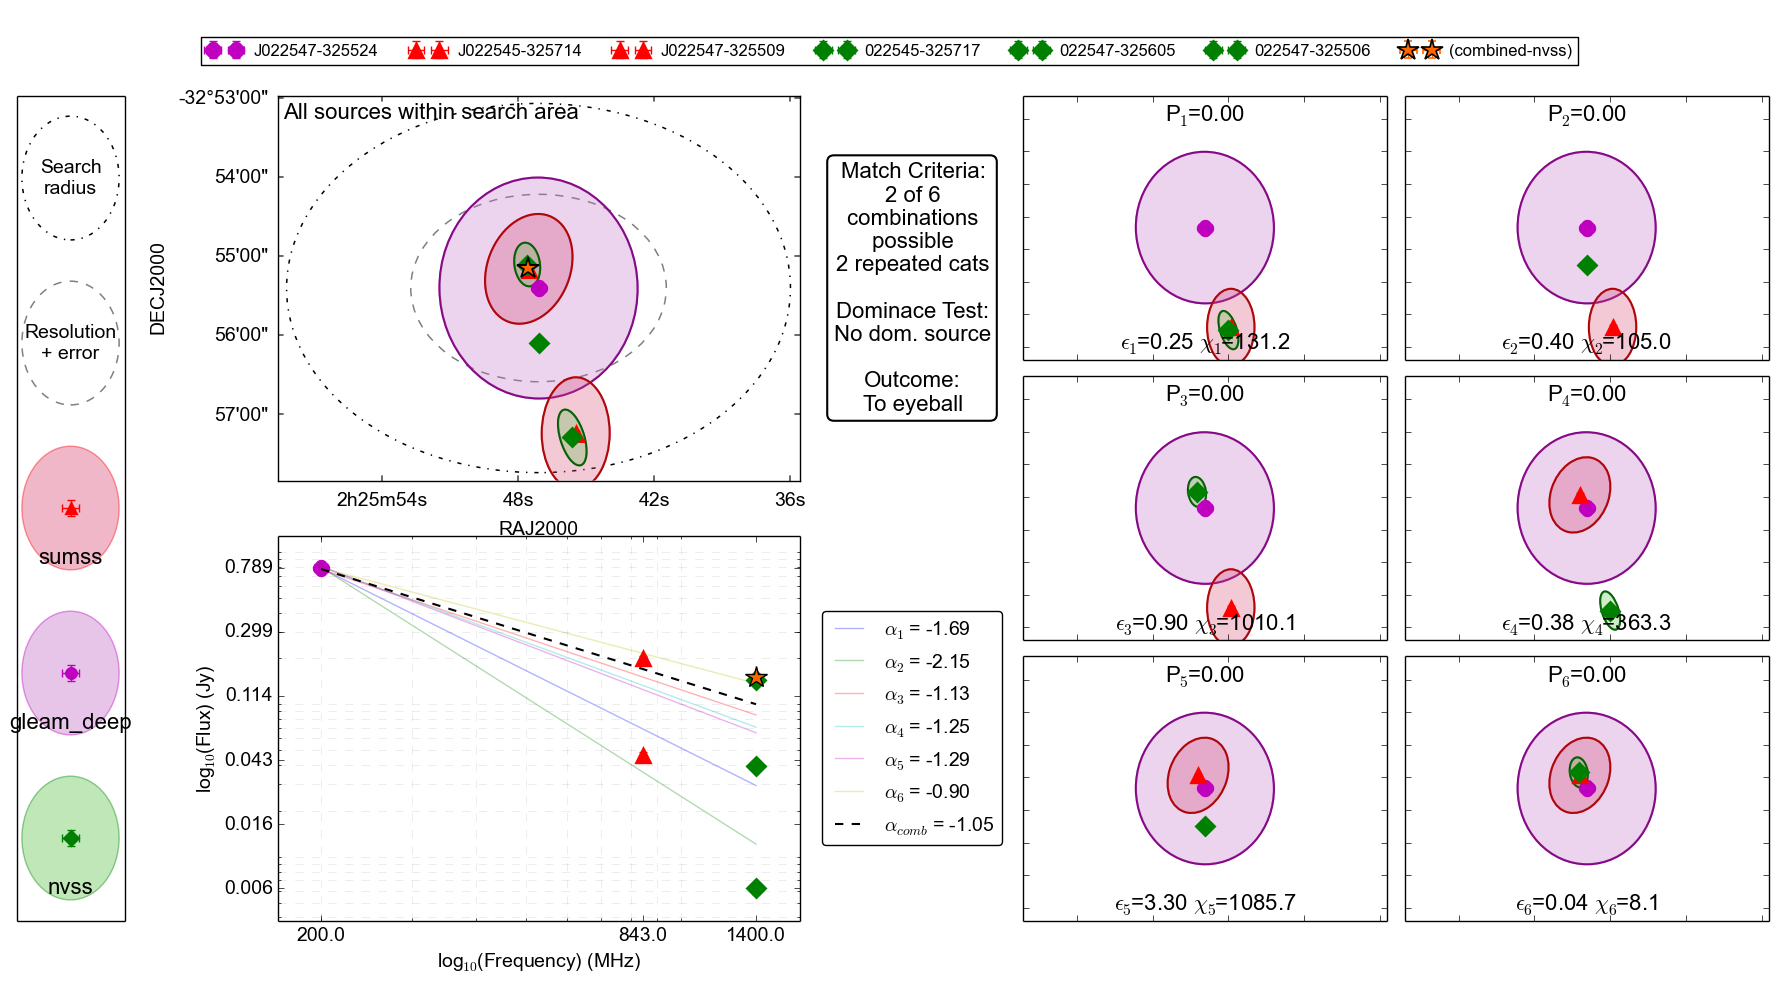 J022547-325524 J022545-325714 J022547-325509 022545-325717 022547-325605 022547-325506 (combined-nvss)
Search
radius
Resolution
+ error
sumss
gleam_deep
nvss
All sources within search area
-32°53'00"
54'00"
55'00"
56'00"
57'00"
DECJ2000
2h25m54s 48s 42s 36s
RAJ2000
Match Criteria:
2 of 6
combinations
possible
2 repeated cats
Dominace Test:
No dom. source
Outcome:
To eyeball
0.789
0.299
0.114
0.043
0.016
0.006
log₁₀(Flux) (Jy)
200.0 843.0 1400.0
log₁₀(Frequency) (MHz)
α₁ = -1.69
α₂ = -2.15
α₃ = -1.13
α₄ = -1.25
α₅ = -1.29
α₆ = -0.90
α_comb = -1.05
P₁=0.00
ϵ₁=0.25 χ₁=131.2
P₂=0.00
ϵ₂=0.40 χ₂=105.0
P₃=0.00
ϵ₃=0.90 χ₃=1010.1
P₄=0.00
ϵ₄=0.38 χ₄=363.3
P₅=0.00
ϵ₅=3.30 χ₅=1085.7
P₆=0.00
ϵ₆=0.04 χ₆=8.1